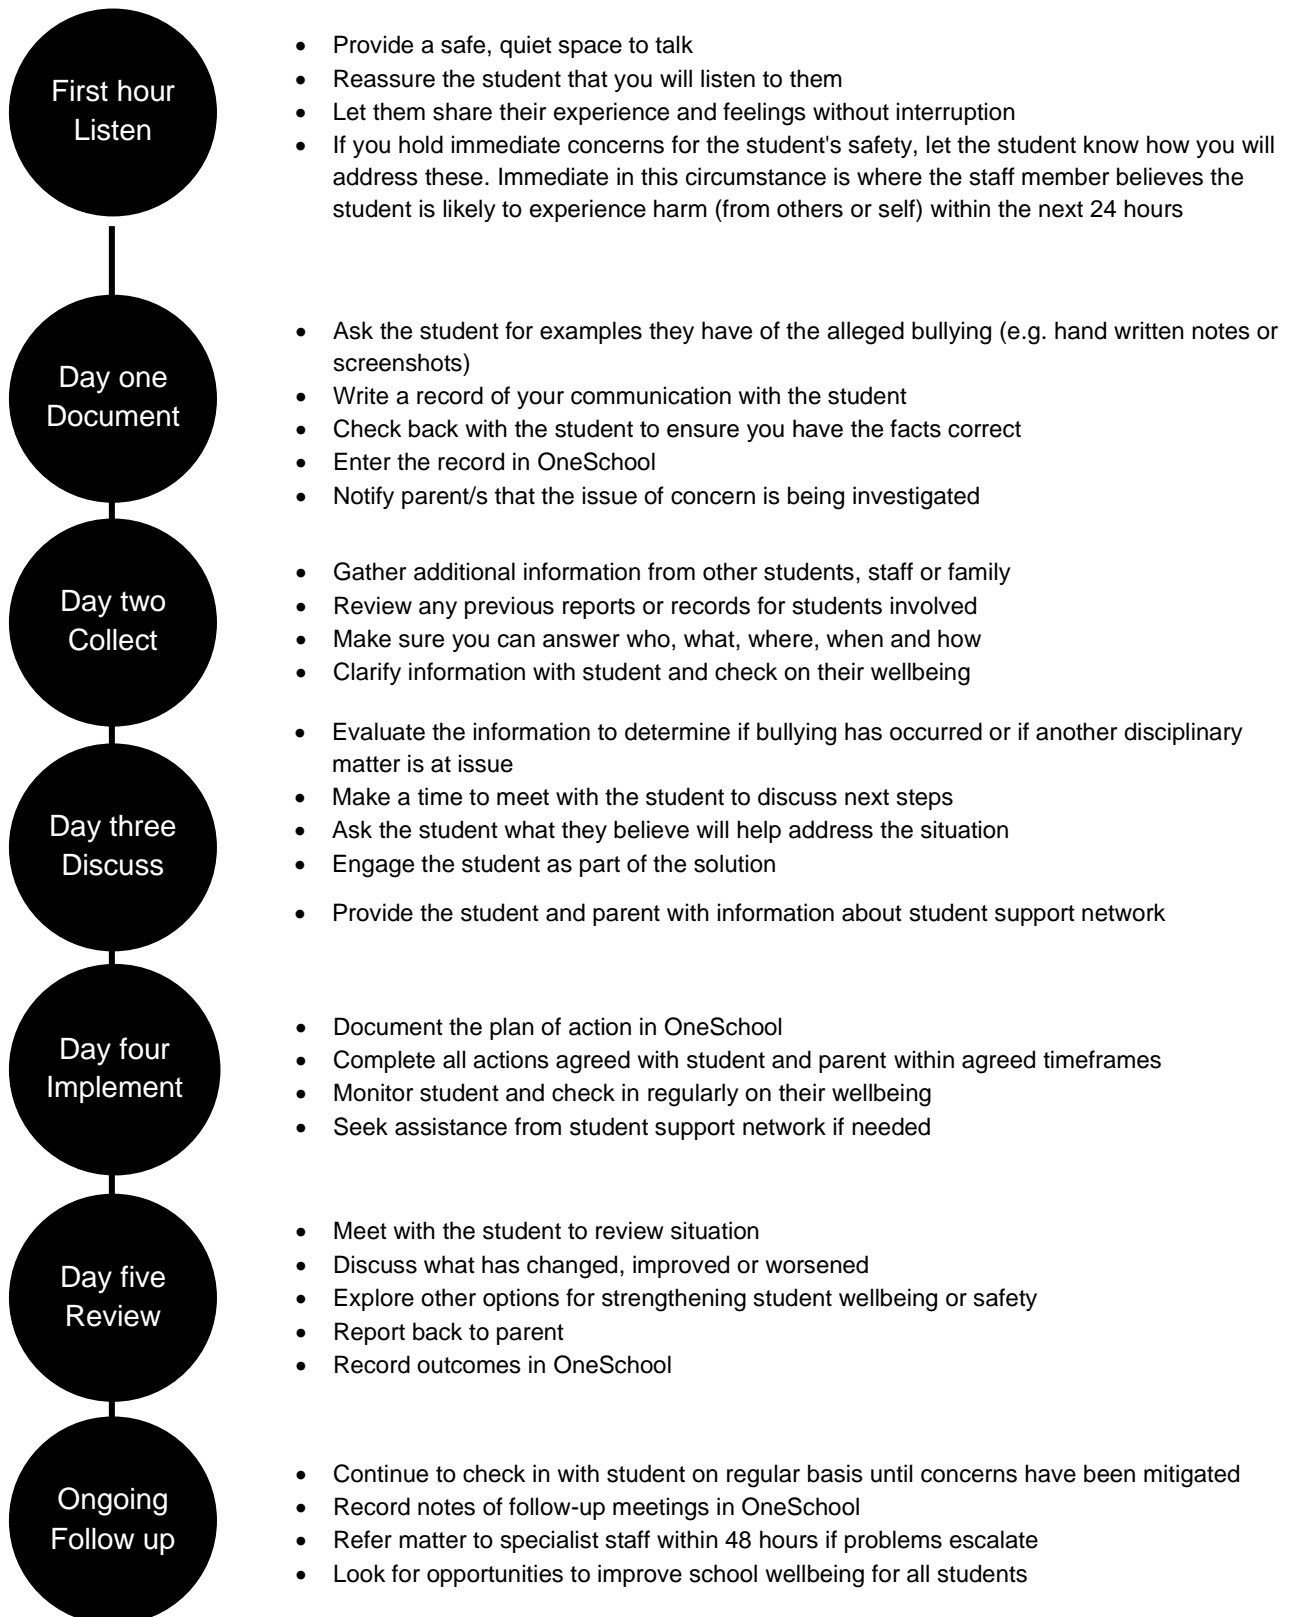 First hour
Listen
• Provide a safe, quiet space to talk
• Reassure the student that you will listen to them
• Let them share their experience and feelings without interruption
• If you hold immediate concerns for the student's safety, let the student know how you will
address these. Immediate in this circumstance is where the staff member believes the
student is likely to experience harm (from others or self) within the next 24 hours
Day one
Document
• Ask the student for examples they have of the alleged bullying (e.g. hand written notes or
screenshots)
• Write a record of your communication with the student
• Check back with the student to ensure you have the facts correct
• Enter the record in OneSchool
• Notify parent/s that the issue of concern is being investigated
Day two
Collect
• Gather additional information from other students, staff or family
• Review any previous reports or records for students involved
• Make sure you can answer who, what, where, when and how
• Clarify information with student and check on their wellbeing
Day three
Discuss
• Evaluate the information to determine if bullying has occurred or if another disciplinary
matter is at issue
• Make a time to meet with the student to discuss next steps
• Ask the student what they believe will help address the situation
• Engage the student as part of the solution
• Provide the student and parent with information about student support network
Day four
Implement
• Document the plan of action in OneSchool
• Complete all actions agreed with student and parent within agreed timeframes
• Monitor student and check in regularly on their wellbeing
• Seek assistance from student support network if needed
Day five
Review
• Meet with the student to review situation
• Discuss what has changed, improved or worsened
• Explore other options for strengthening student wellbeing or safety
• Report back to parent
• Record outcomes in OneSchool
Ongoing
Follow up
• Continue to check in with student on regular basis until concerns have been mitigated
• Record notes of follow-up meetings in OneSchool
• Refer matter to specialist staff within 48 hours if problems escalate
• Look for opportunities to improve school wellbeing for all students